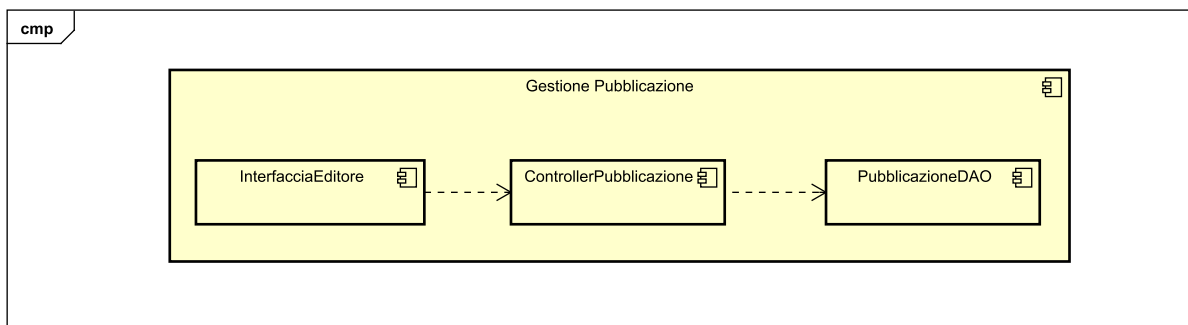 cmp
Gestione Pubblicazione
InterfacciaEditore
ControllerPubblicazione
PubblicazioneDAO